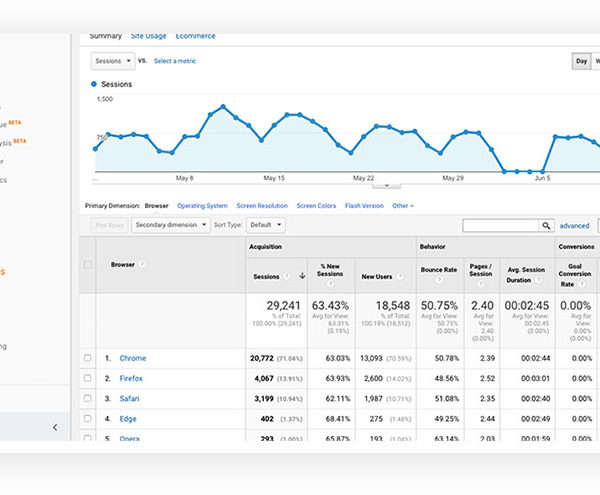 Summary Site Usage Ecommerce
Sessions vs. Select a metric Day
Sessions
1,500
750
BETA
BETA
... May 8 May 15 May 22 May 29 Jun 5
Primary Dimension: Browser Operating System Screen Resolution Screen Colors Flash Version Other
Plot Rows Secondary dimension Sort Type: Default advanced
Acquisition Behavior Conversions
Browser ? Sessions ? % New Sessions ? New Users ? Bounce Rate ? Pages / Session ? Avg. Session Duration ? Goal Conversion Rate ?
29,241 63.43% 18,548 50.75% 2.40 00:02:45 0.00%
% of Total: 100.00% (29,241) Avg for View: 63.31% (0.19%) % of Total: 100.19% (18,512) Avg for View: 50.75% (0.00%) Avg for View: 2.40 (0.00%) Avg for View: 00:02:45 (0.00%) Avg for View: 0.00% (0.00%)
1. Chrome 20,772 (71.04%) 63.03% 13,093 (70.59%) 50.78% 2.39 00:02:44 0.00%
2. Firefox 4,067 (13.91%) 63.93% 2,600 (14.02%) 48.56% 2.52 00:03:01 0.00%
3. Safari 3,199 (10.94%) 62.11% 1,987 (10.71%) 51.08% 2.35 00:02:40 0.00%
4. Edge 402 (1.37%) 68.41% 275 (1.48%) 49.25% 2.44 00:02:49 0.00%
5. Opera 293 (1.00%) 65.87% 193 (1.04%) 63.14% 2.03 00:01:59 0.00%